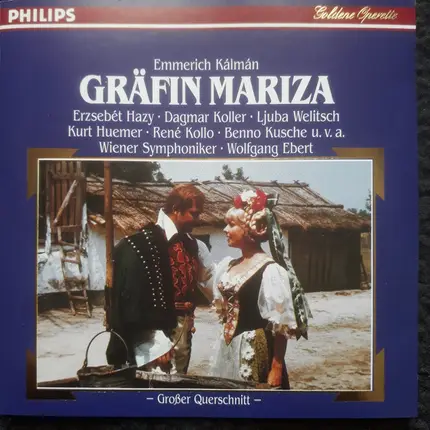 PHILIPS
Goldene Operette
Emmerich Kálmán
GRÄFIN MARIZA
Erzsebét Hazy · Dagmar Koller · Ljuba Welitsch
Kurt Huemer · René Kollo · Benno Kusche u. v. a.
Wiener Symphoniker · Wolfgang Ebert
– Großer Querschnitt –